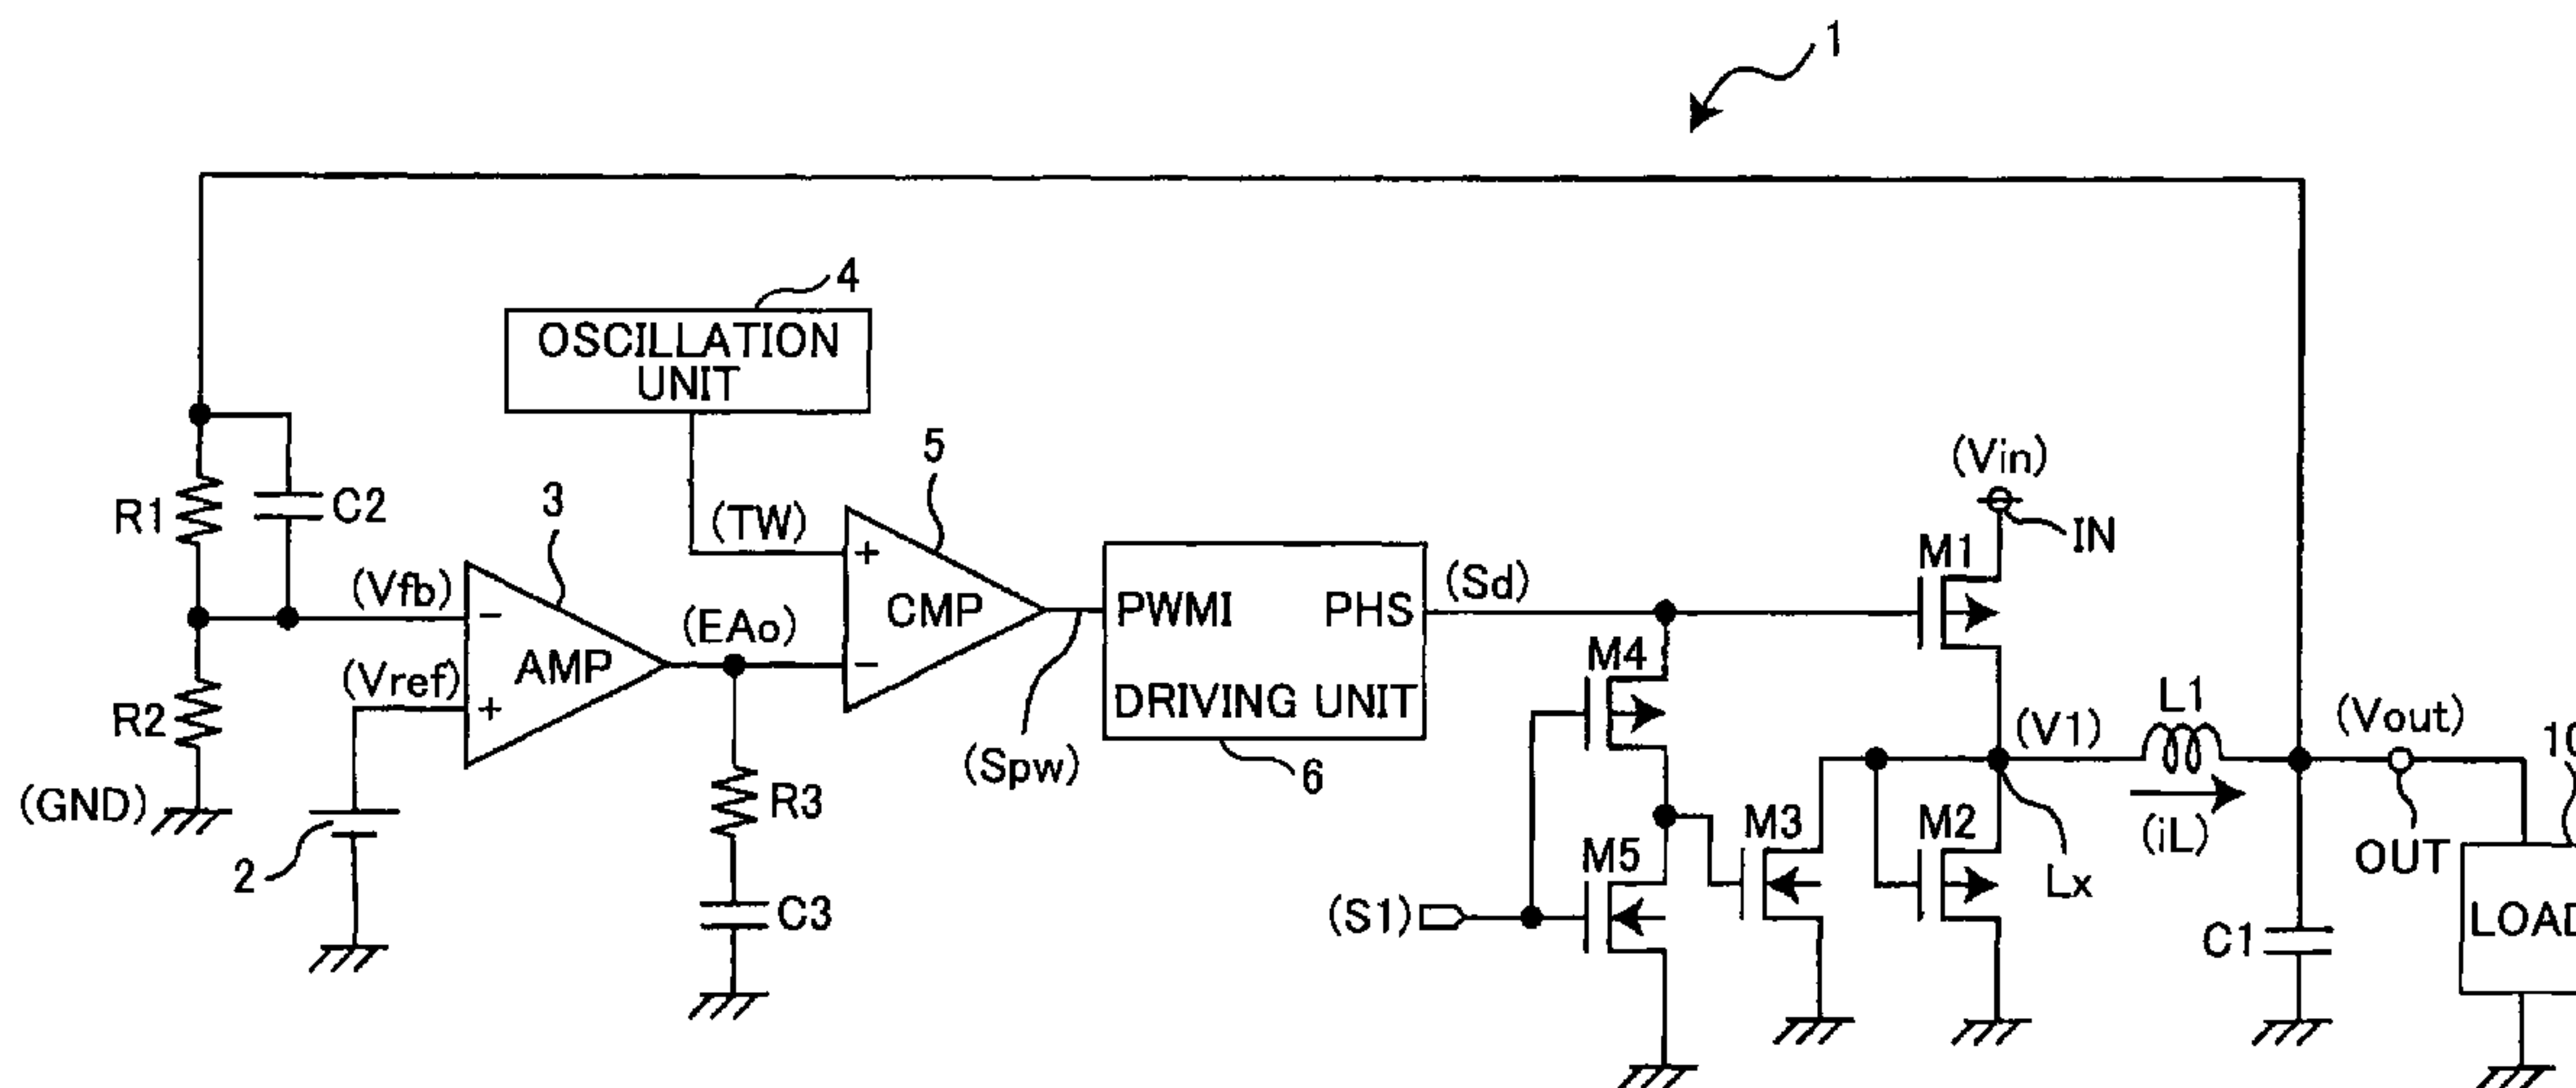 1
4
OSCILLATION
UNIT
5
3
(Vin)
IN
R1
C2
(TW)
+
M1
(Vfb)
−
CMP
PWMI
PHS
(Sd)
(EAo)
AMP
M4
(Vref)
+
−
DRIVING UNIT
R2
(Spw)
6
(V1)
L1
(Vout)
10
(GND)
R3
M3
M2
(iL)
OUT
2
M5
Lx
C3
(S1)
C1
LOAD